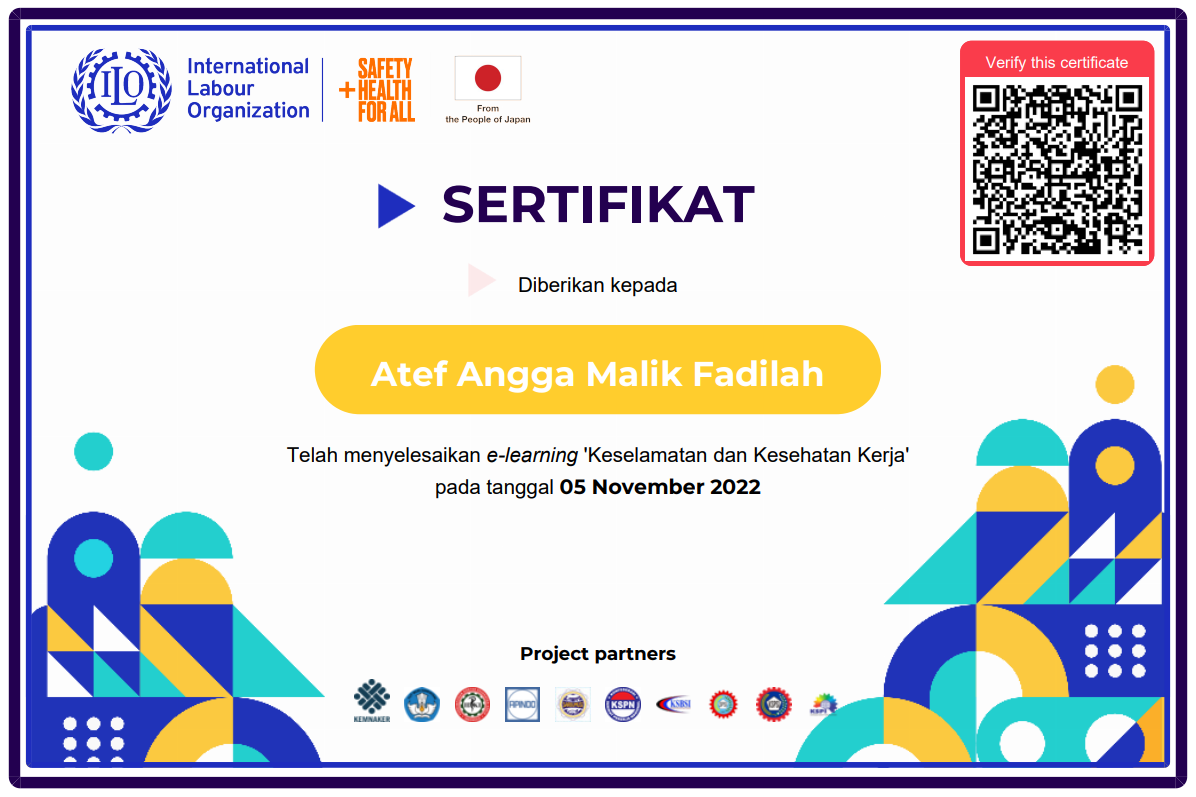 ILO
International
Labour
Organization
SAFETY
+ HEALTH
FOR ALL
From
the People of Japan
Verify this certificate
SERTIFIKAT
Diberikan kepada
Atef Angga Malik Fadilah
Telah menyelesaikan e-learning 'Keselamatan dan Kesehatan Kerja'
pada tanggal 05 November 2022
Project partners
KEMNAKER
APINDO
KSPN
KSBSI